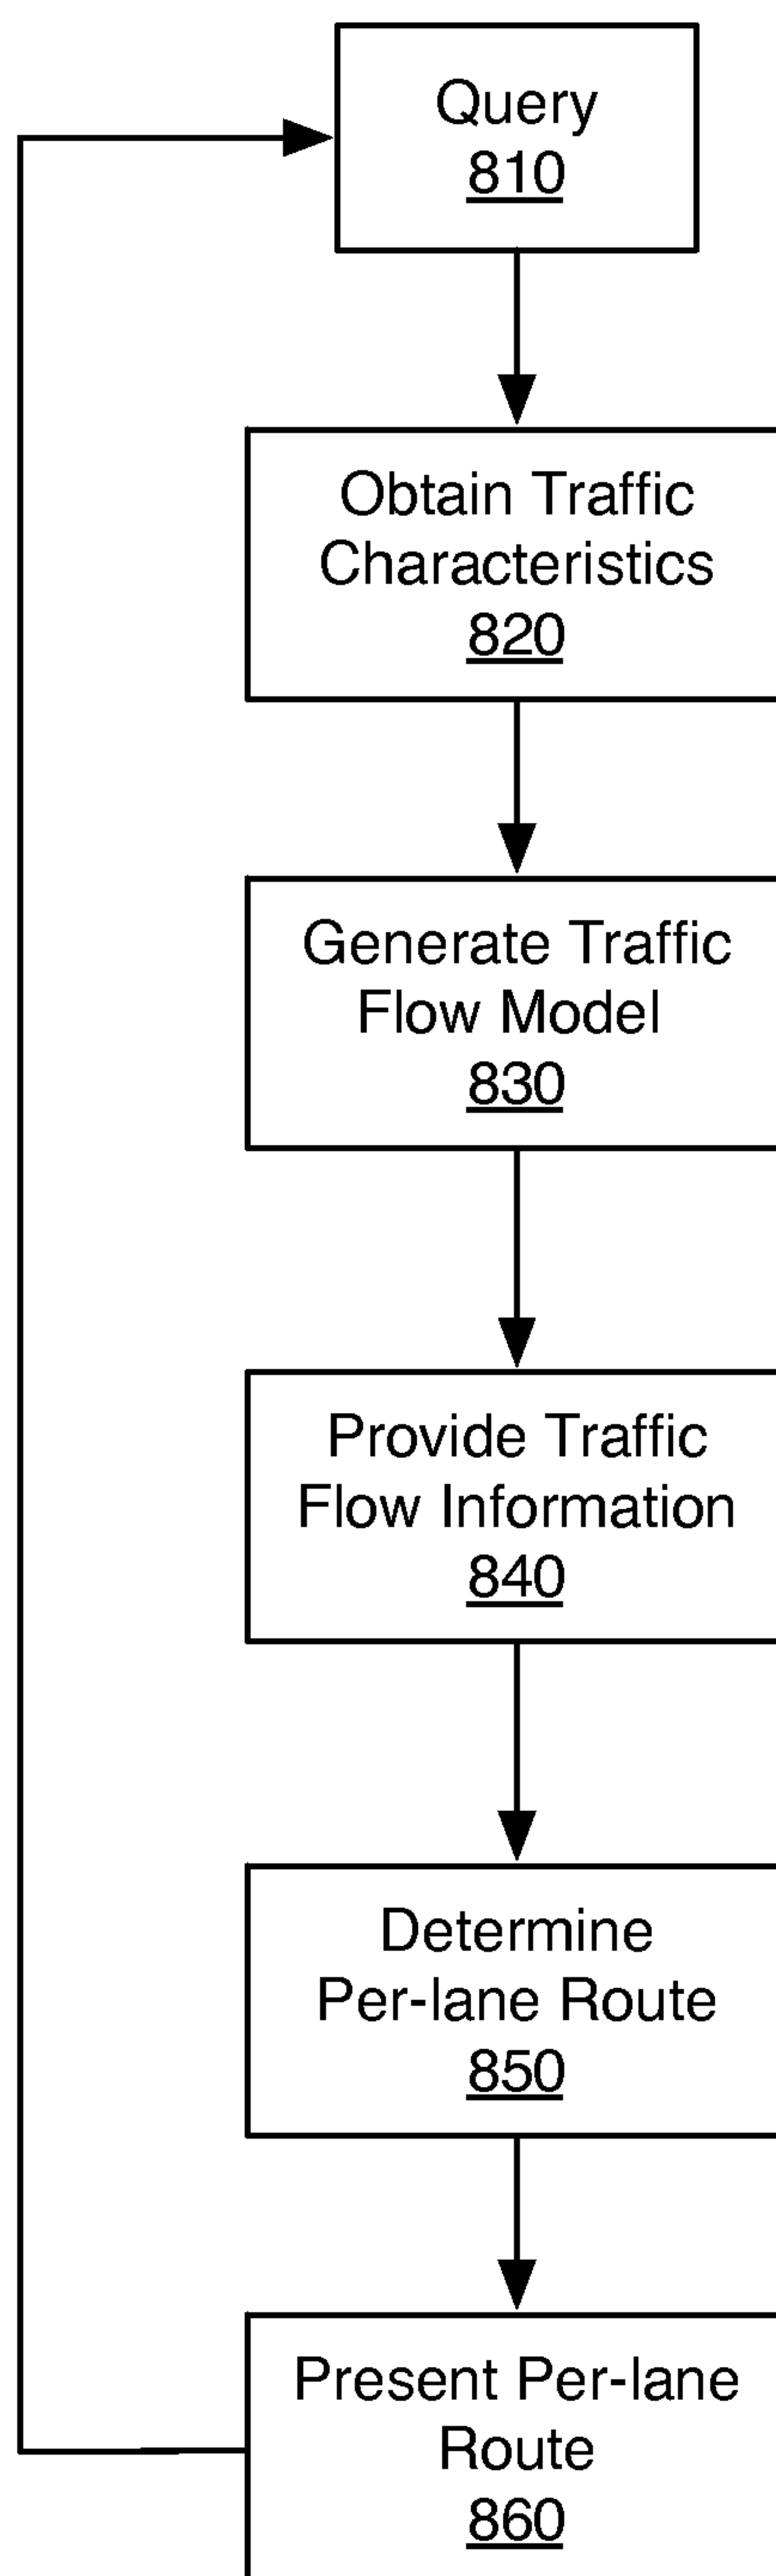 Query
810
Obtain Traffic
Characteristics
820
Generate Traffic
Flow Model
830
Provide Traffic
Flow Information
840
Determine
Per-lane Route
850
Present Per-lane
Route
860